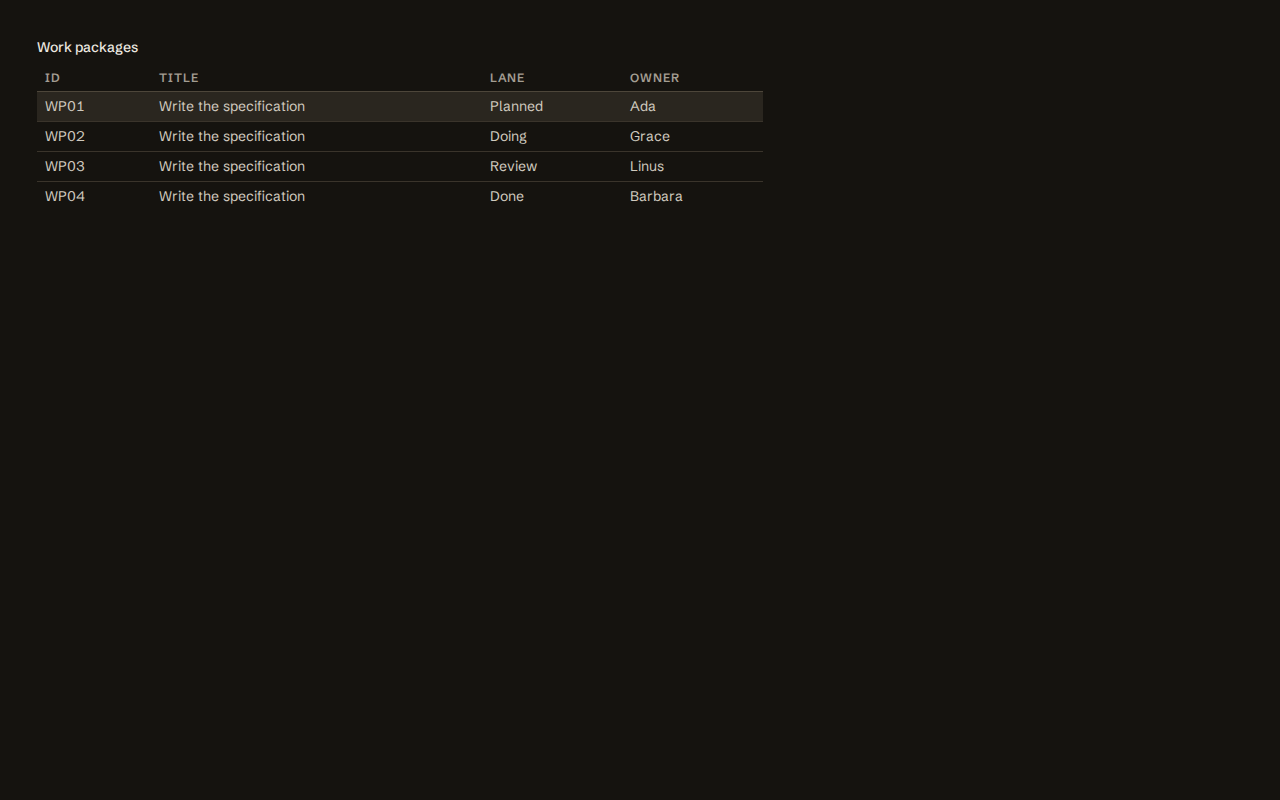 Work packages
ID TITLE LANE OWNER
WP01 Write the specification Planned Ada
WP02 Write the specification Doing Grace
WP03 Write the specification Review Linus
WP04 Write the specification Done Barbara